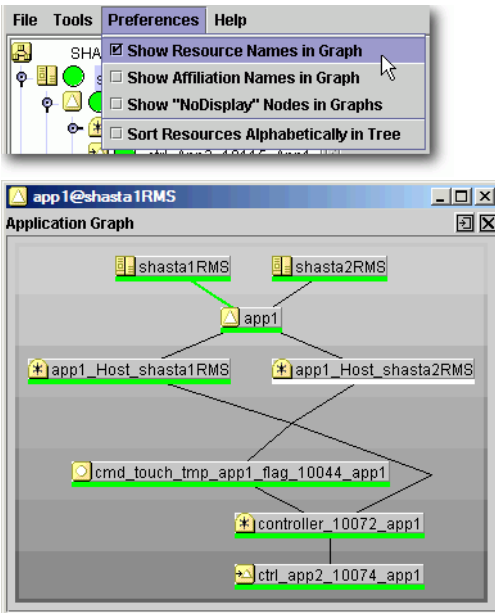 File Tools Preferences Help
SHA
Show Resource Names in Graph
Show Affiliation Names in Graph
Show "NoDisplay" Nodes in Graphs
Sort Resources Alphabetically in Tree
app1@shasta1RMS
Application Graph
shasta1RMS shasta2RMS
app1
app1_Host_shasta1RMS app1_Host_shasta2RMS
cmd_touch_tmp_app1_flag_10044_app1
controller_10072_app1
ctrl_app2_10074_app1